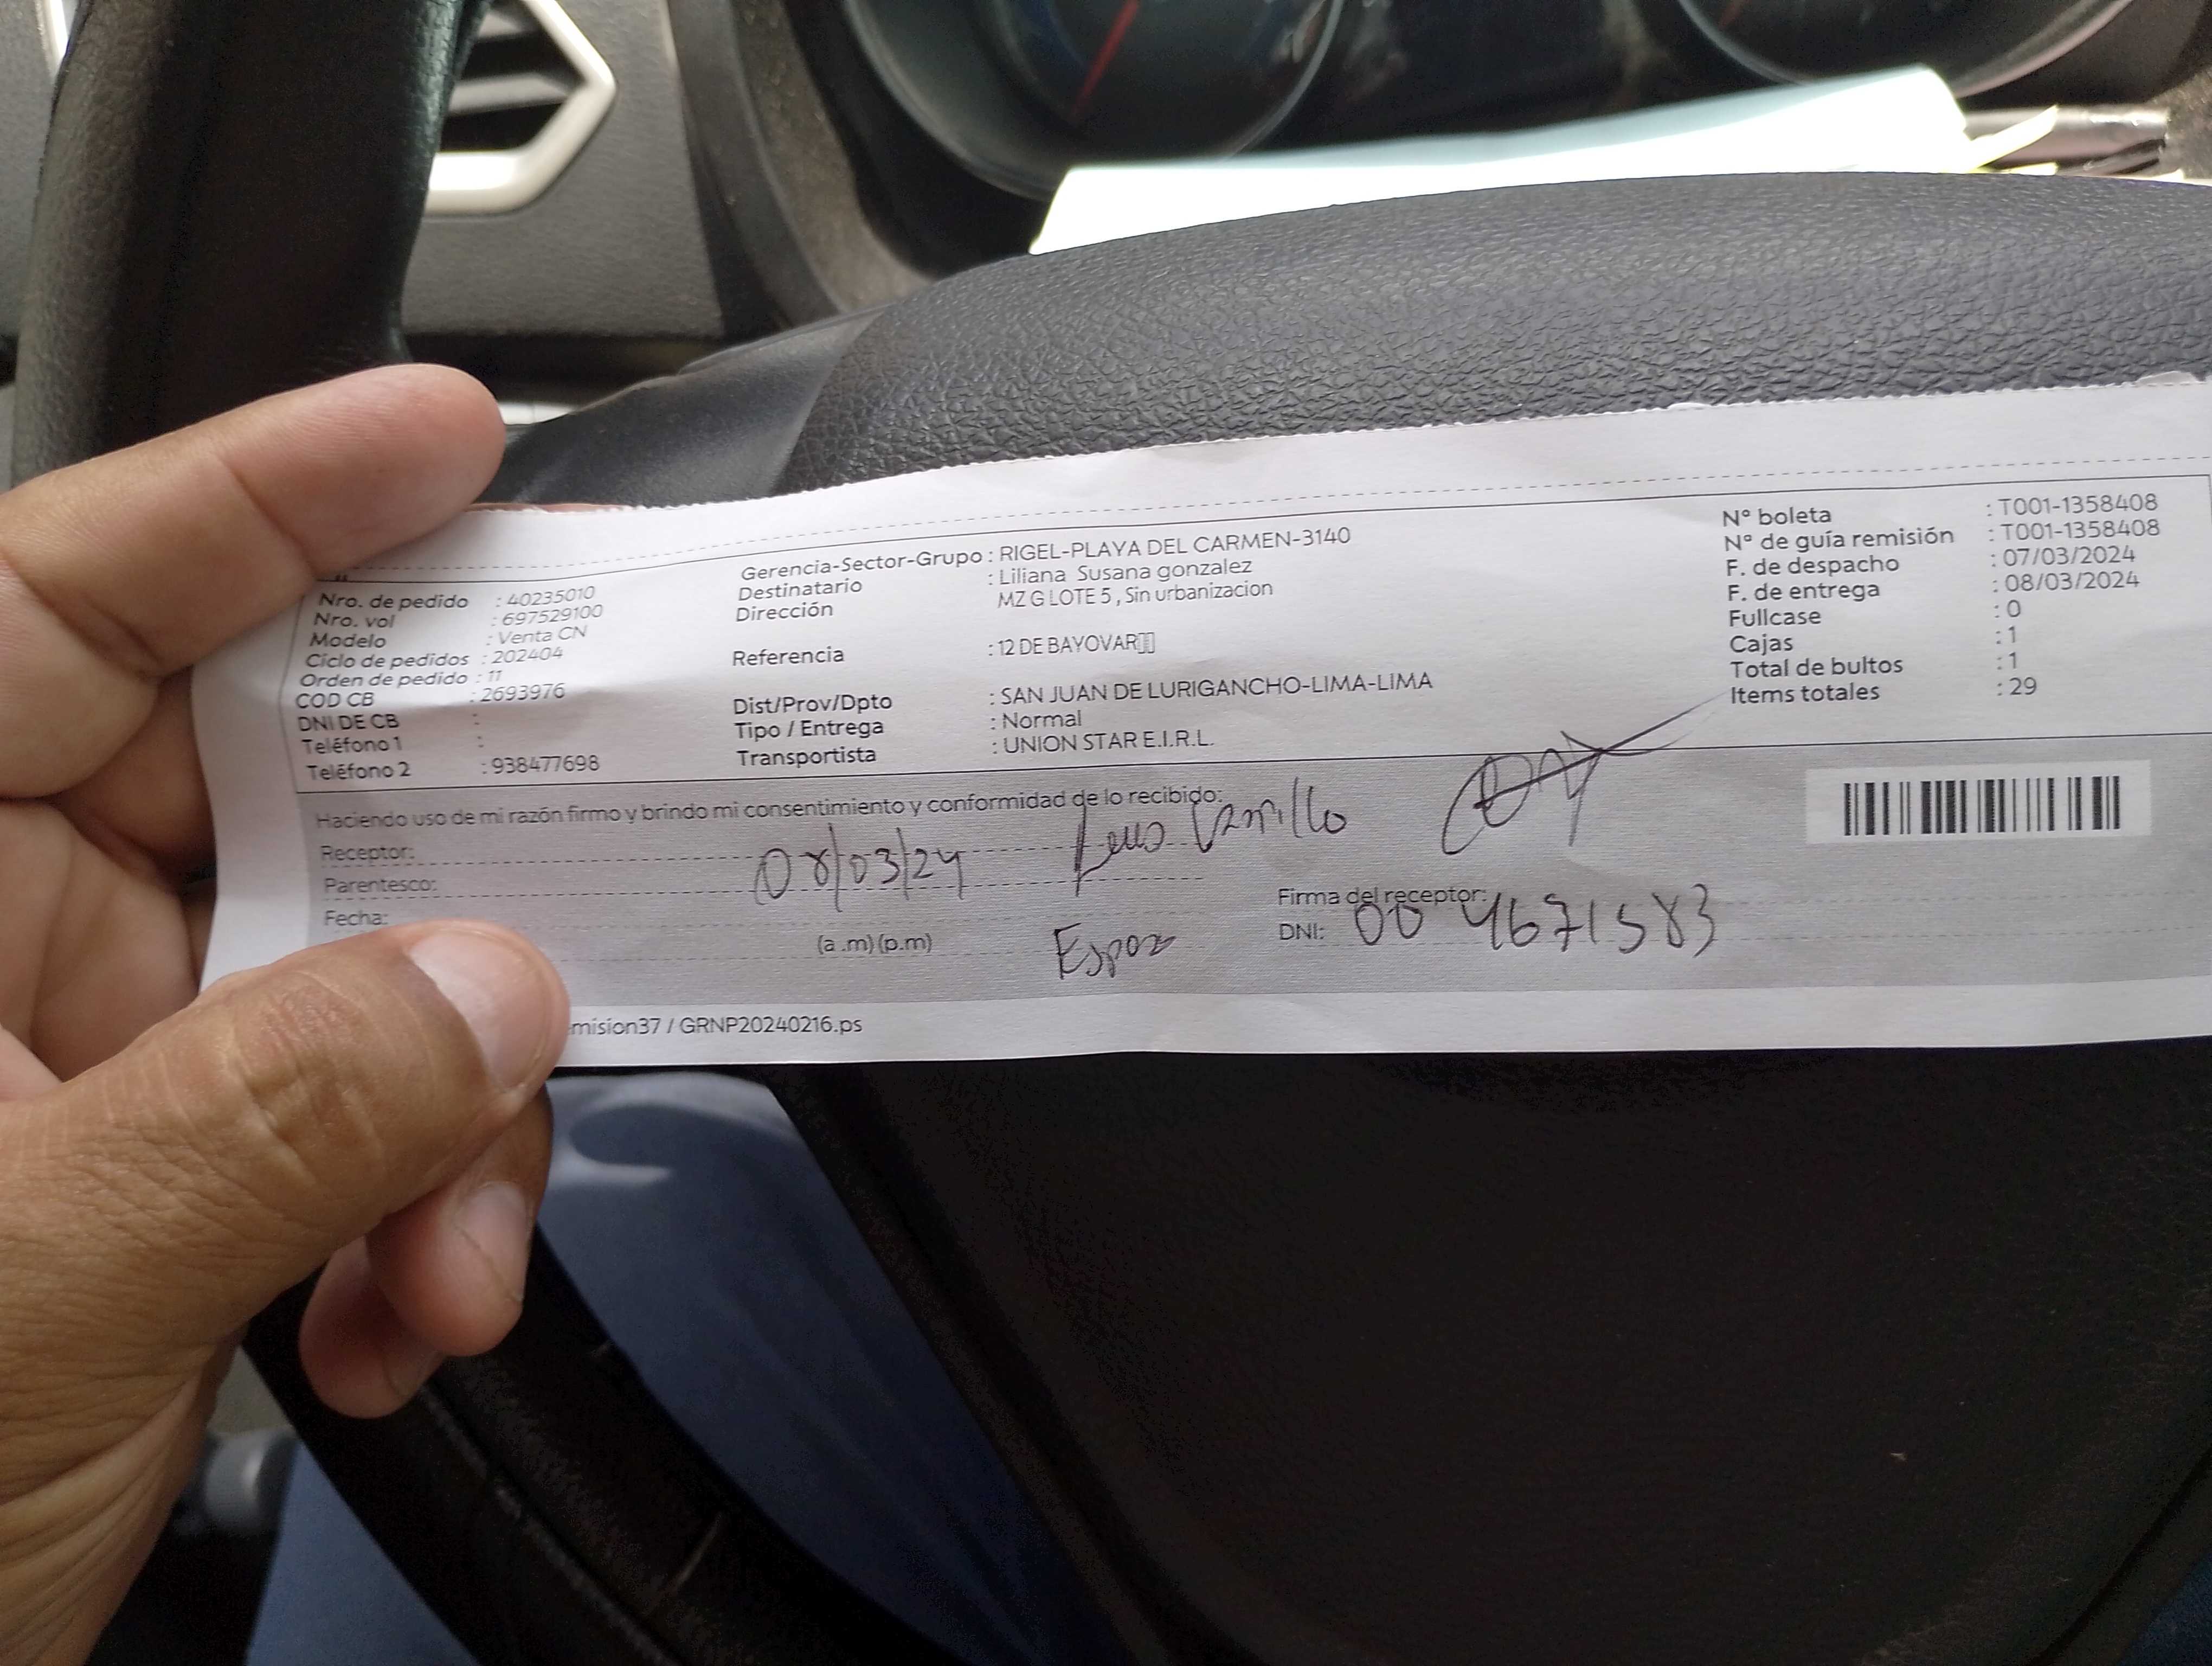 Nro. de pedido : 40235010
Nro. vol : 697529100
Modelo : Venta CN
Ciclo de pedidos : 202404
Orden de pedido : 11
COD CB : 2693976
DNI DE CB :
Teléfono 1 :
Teléfono 2 : 938477698
Gerencia-Sector-Grupo : RIGEL-PLAYA DEL CARMEN-3140
Destinatario : Liliana Susana gonzalez
Dirección MZ G LOTE 5 , Sin urbanizacion
Referencia : 12 DE BAYOVAR
Dist/Prov/Dpto : SAN JUAN DE LURIGANCHO-LIMA-LIMA
Tipo / Entrega : Normal
Transportista : UNION STAR E.I.R.L.
N° boleta : T001-1358408
N° de guía remisión : T001-1358408
F. de despacho : 07/03/2024
F. de entrega : 08/03/2024
Fullcase : 0
Cajas : 1
Total de bultos : 1
Items totales : 29
Haciendo uso de mi razón firmo y brindo mi consentimiento y conformidad de lo recibido:
Receptor:
Parentesco:
Fecha:
08/03/24
(a .m) (p.m)
Firma del receptor:
DNI: 00 4671583
mision37 / GRNP20240216.ps